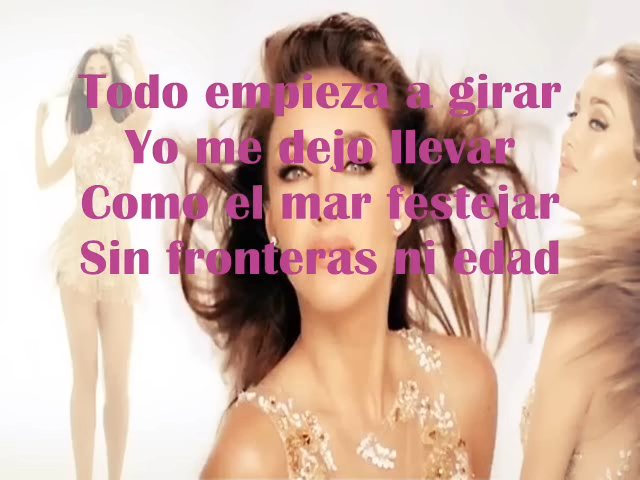 Todo empieza a girar
Yo me dejo llevar
Como el mar festejar
Sin fronteras ni edad